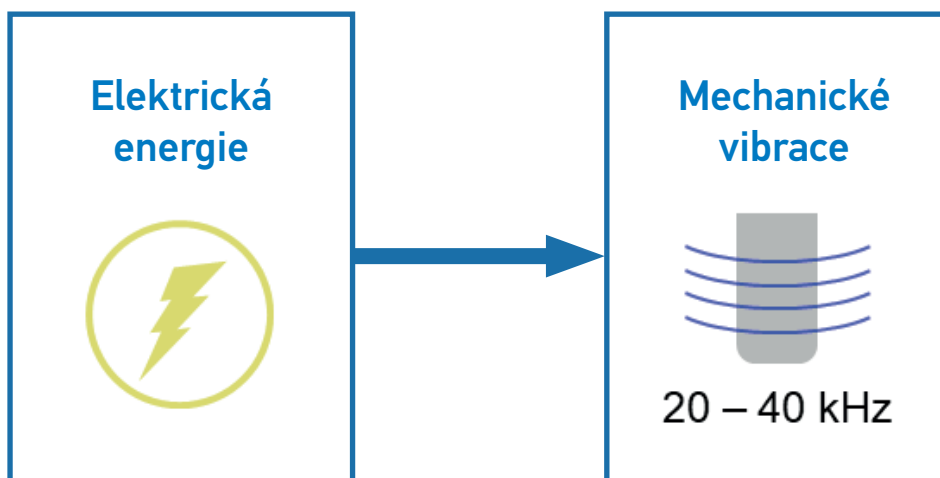 Elektrická
energie
Mechanické
vibrace
20 – 40 kHz